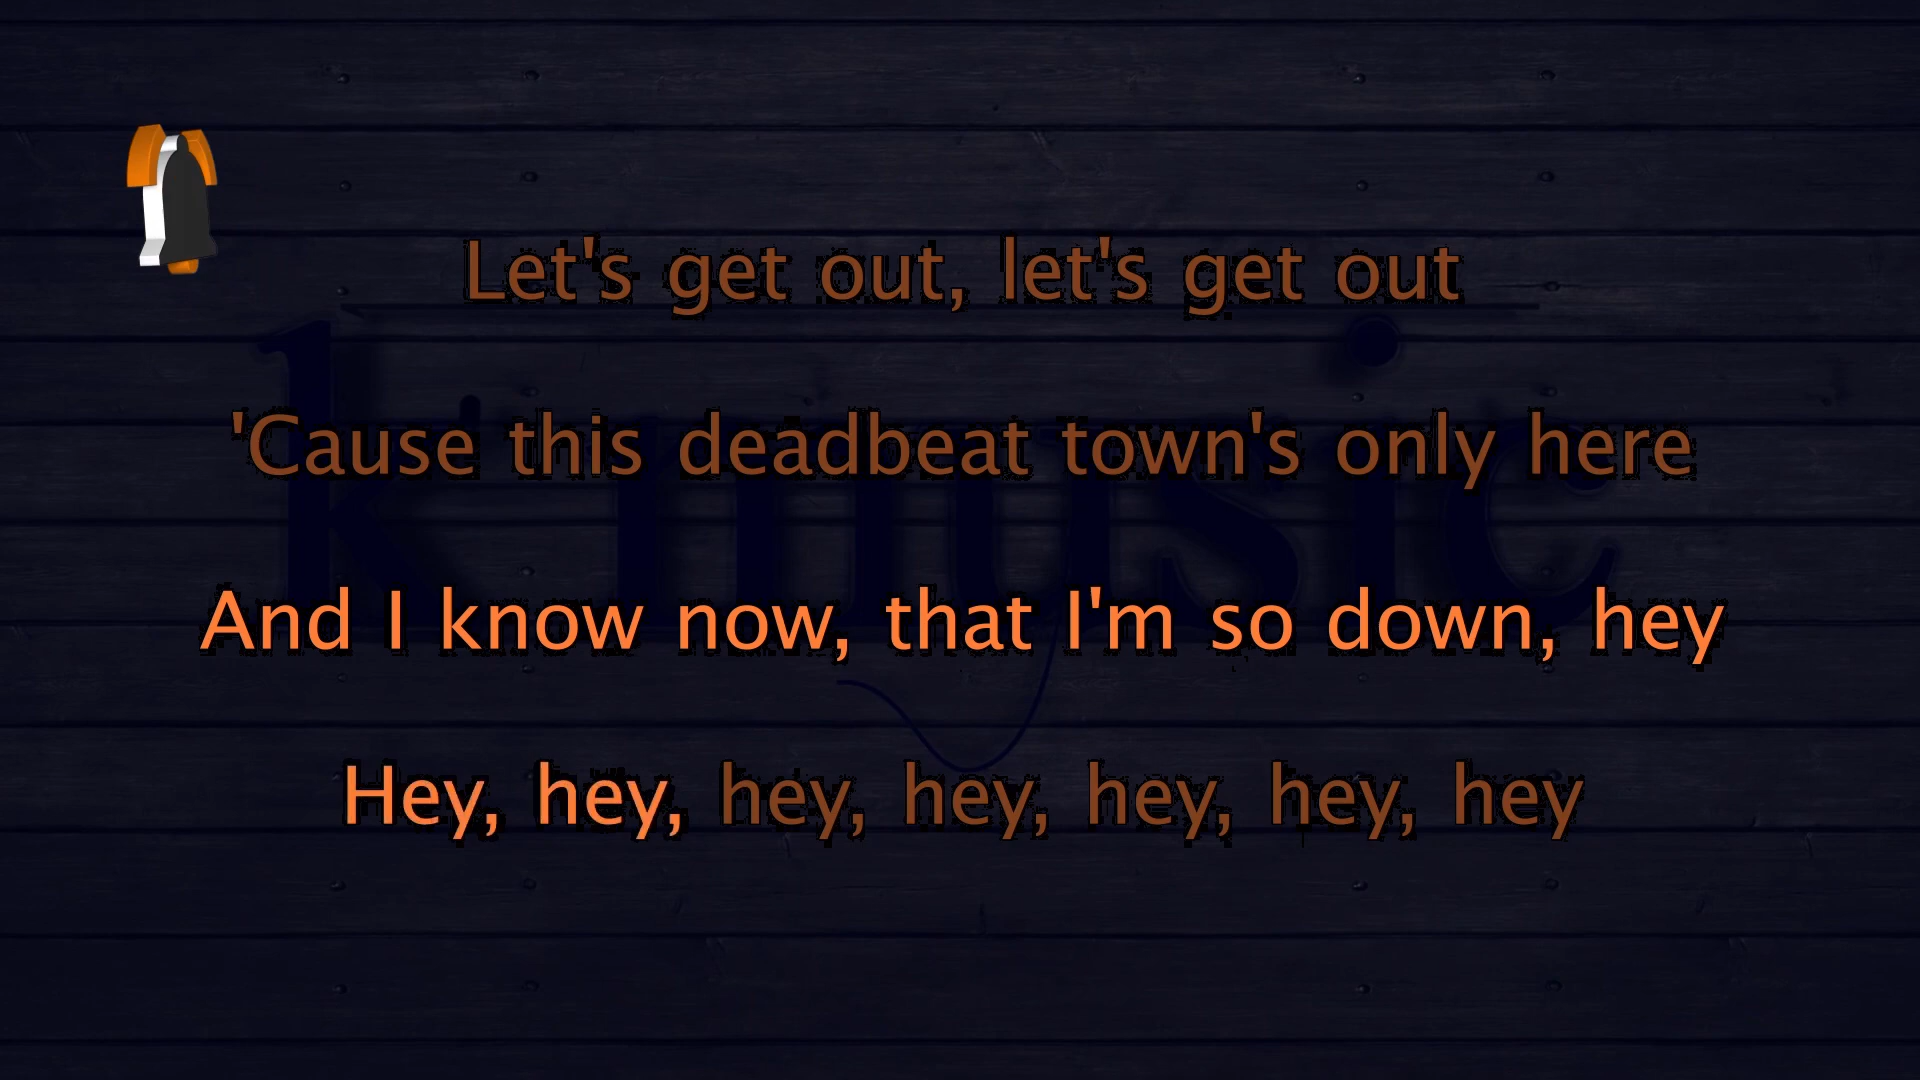 Let's get out, let's get out
'Cause this deadbeat town's only here
k music
And I know now, that I'm so down, hey
Hey, hey, hey, hey, hey, hey, hey